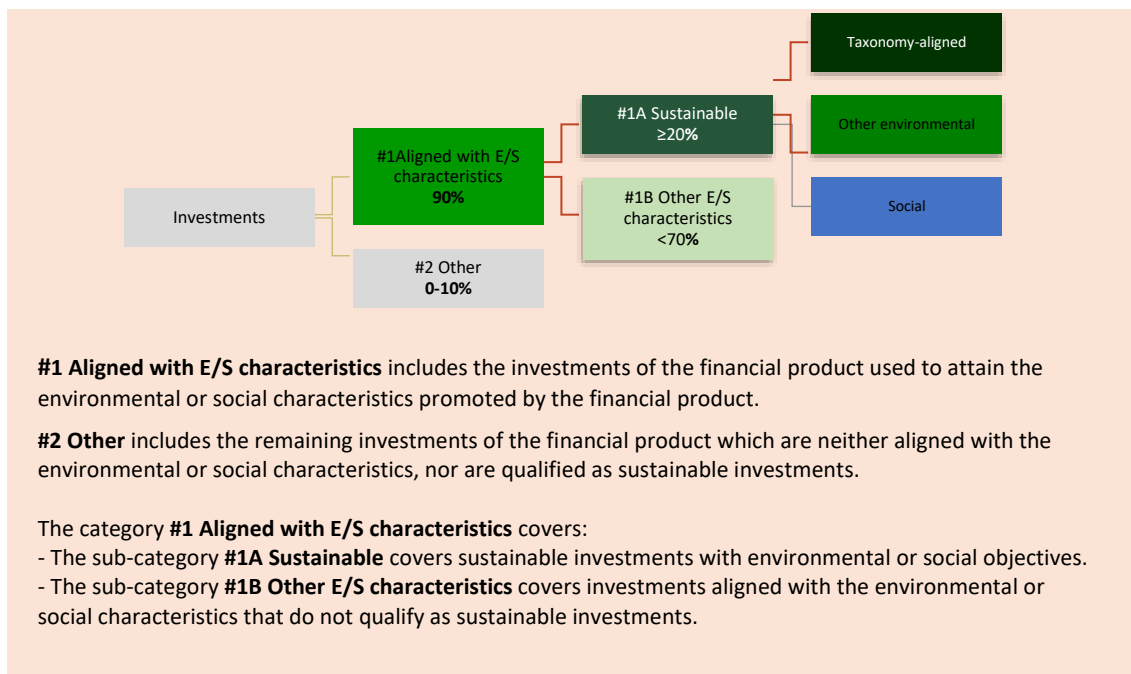 Taxonomy-aligned
#1A Sustainable
≥20%
Other environmental
#1Aligned with E/S
characteristics
90%
#1B Other E/S
characteristics
<70%
Social
Investments
#2 Other
0-10%
#1 Aligned with E/S characteristics includes the investments of the financial product used to attain the
environmental or social characteristics promoted by the financial product.
#2 Other includes the remaining investments of the financial product which are neither aligned with the
environmental or social characteristics, nor are qualified as sustainable investments.
The category #1 Aligned with E/S characteristics covers:
- The sub-category #1A Sustainable covers sustainable investments with environmental or social objectives.
- The sub-category #1B Other E/S characteristics covers investments aligned with the environmental or
social characteristics that do not qualify as sustainable investments.